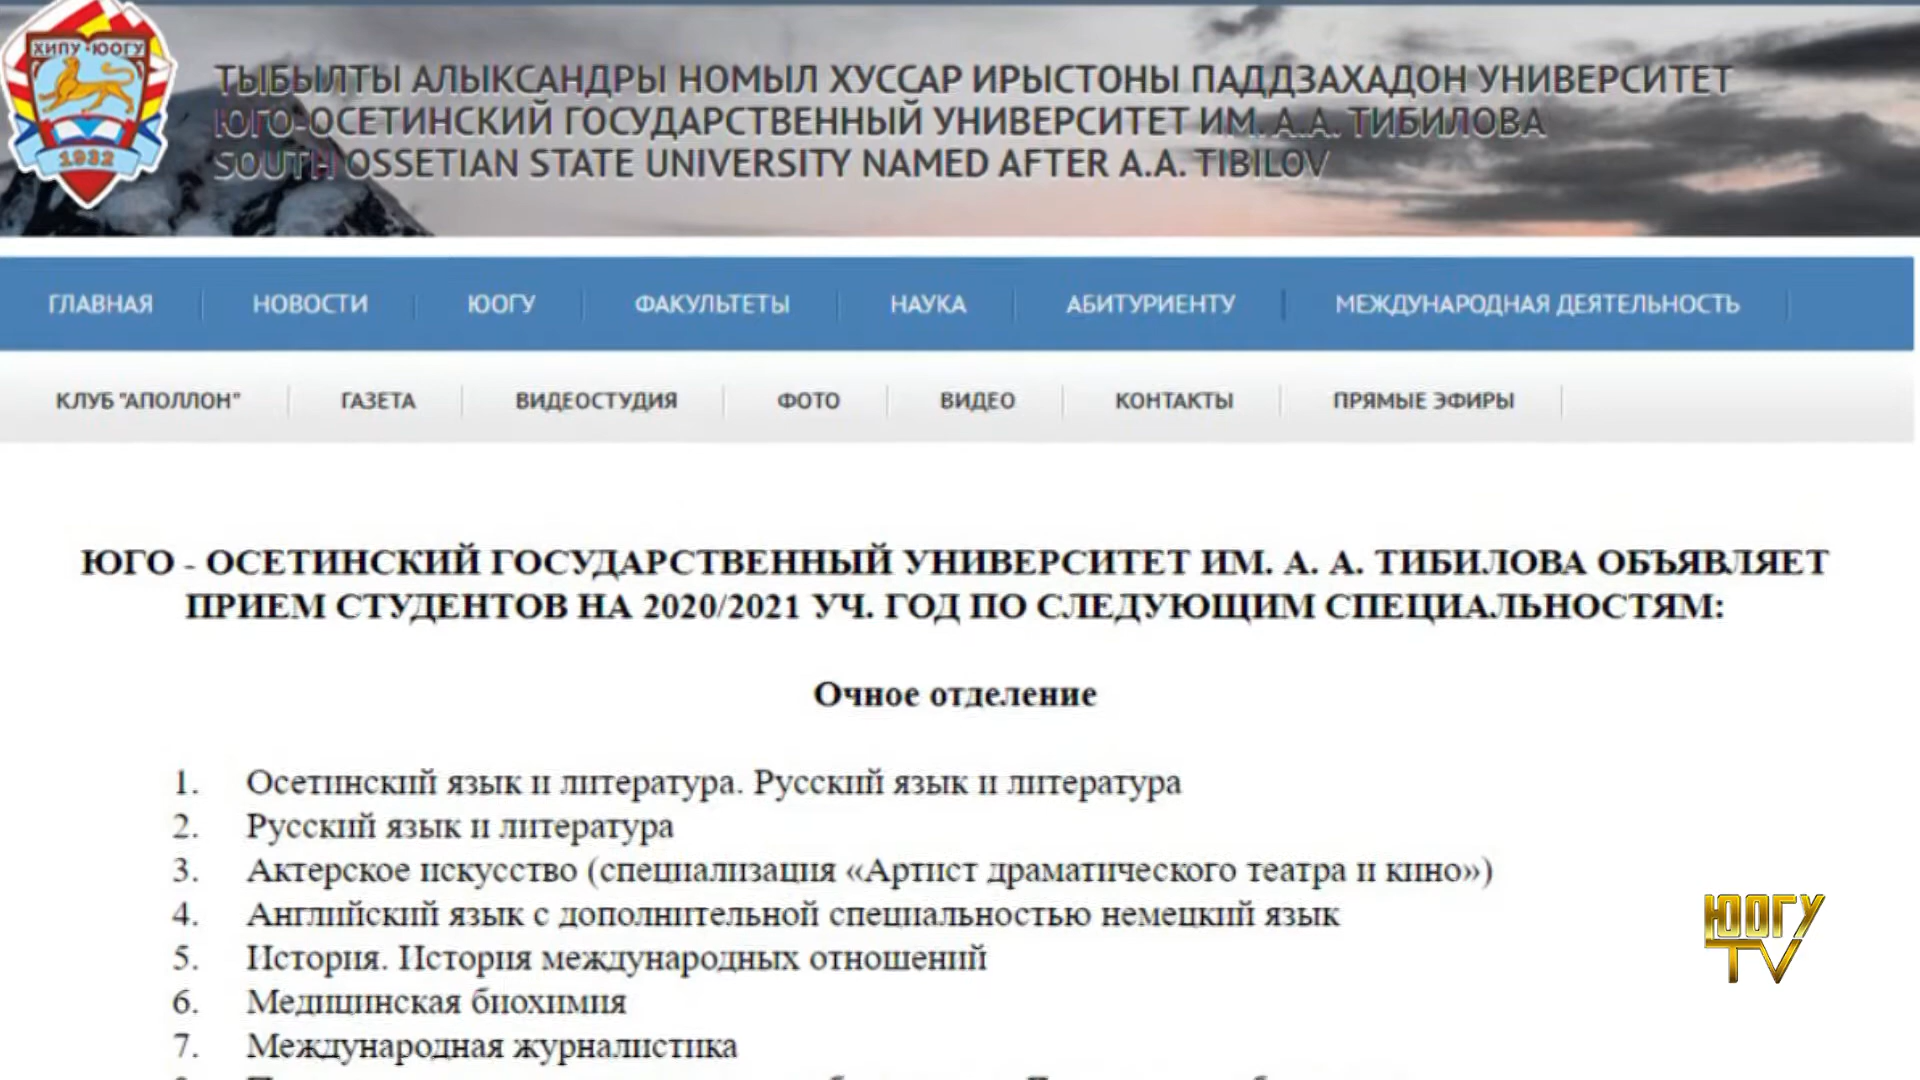 ХИПУ ЮОГУ
1932
ТЫБЫЛТЫ АЛЫКСАНДРЫ НОМЫЛ ХУССАР ИРЫСТОНЫ ПАДДЗАХАДОН УНИВЕРСИТЕТ
ЮГО-ОСЕТИНСКИЙ ГОСУДАРСТВЕННЫЙ УНИВЕРСИТЕТ ИМ. А.А. ТИБИЛОВА
SOUTH OSSETIAN STATE UNIVERSITY NAMED AFTER A.A. TIBILOV
ГЛАВНАЯ НОВОСТИ ЮОГУ ФАКУЛЬТЕТЫ НАУКА АБИТУРИЕНТУ МЕЖДУНАРОДНАЯ ДЕЯТЕЛЬНОСТЬ
КЛУБ "АПОЛЛОН" ГАЗЕТА ВИДЕОСТУДИЯ ФОТО ВИДЕО КОНТАКТЫ ПРЯМЫЕ ЭФИРЫ
ЮГО - ОСЕТИНСКИЙ ГОСУДАРСТВЕННЫЙ УНИВЕРСИТЕТ ИМ. А. А. ТИБИЛОВА ОБЪЯВЛЯЕТ
ПРИЕМ СТУДЕНТОВ НА 2020/2021 УЧ. ГОД ПО СЛЕДУЮЩИМ СПЕЦИАЛЬНОСТЯМ:
Очное отделение
1. Осетинский язык и литература. Русский язык и литература
2. Русский язык и литература
3. Актерское искусство (специализация «Артист драматического театра и кино»)
4. Английский язык с дополнительной специальностью немецкий язык
5. История. История международных отношений
6. Медицинская биохимия
7. Международная журналистика
ЮОГУ
TV